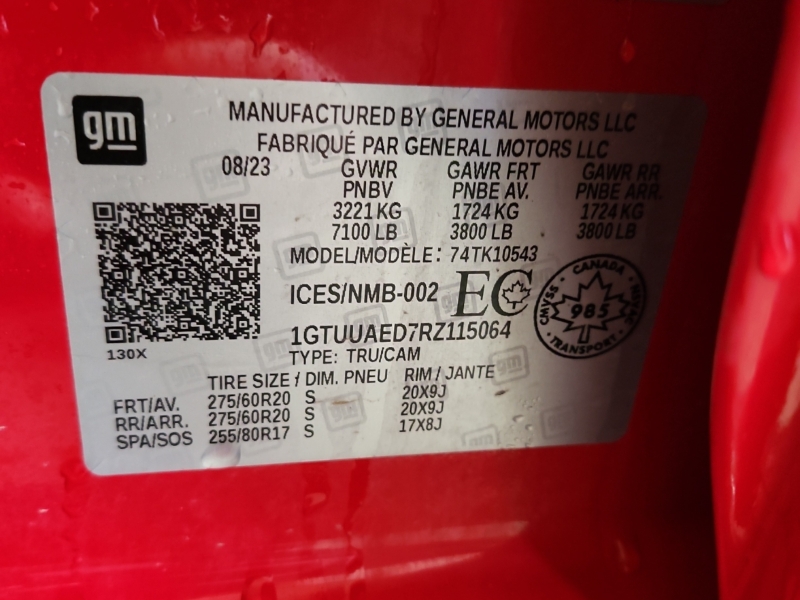 gm
MANUFACTURED BY GENERAL MOTORS LLC
FABRIQUÉ PAR GENERAL MOTORS LLC
08/23 GVWR GAWR FRT GAWR RR
PNBV PNBE AV. PNBE ARR.
3221 KG 1724 KG 1724 KG
7100 LB 3800 LB 3800 LB
MODEL/MODÈLE: 74TK10543
ICES/NMB-002 EC
CANADA
CMVSS 985 NSVAC
TRANSPORT
1GTUUAED7RZ115064
130X
TYPE: TRU/CAM
TIRE SIZE / DIM. PNEU RIM / JANTE
FRT/AV. 275/60R20 S 20X9J
RR/ARR. 275/60R20 S 20X9J
SPA/SOS 255/80R17 S 17X8J